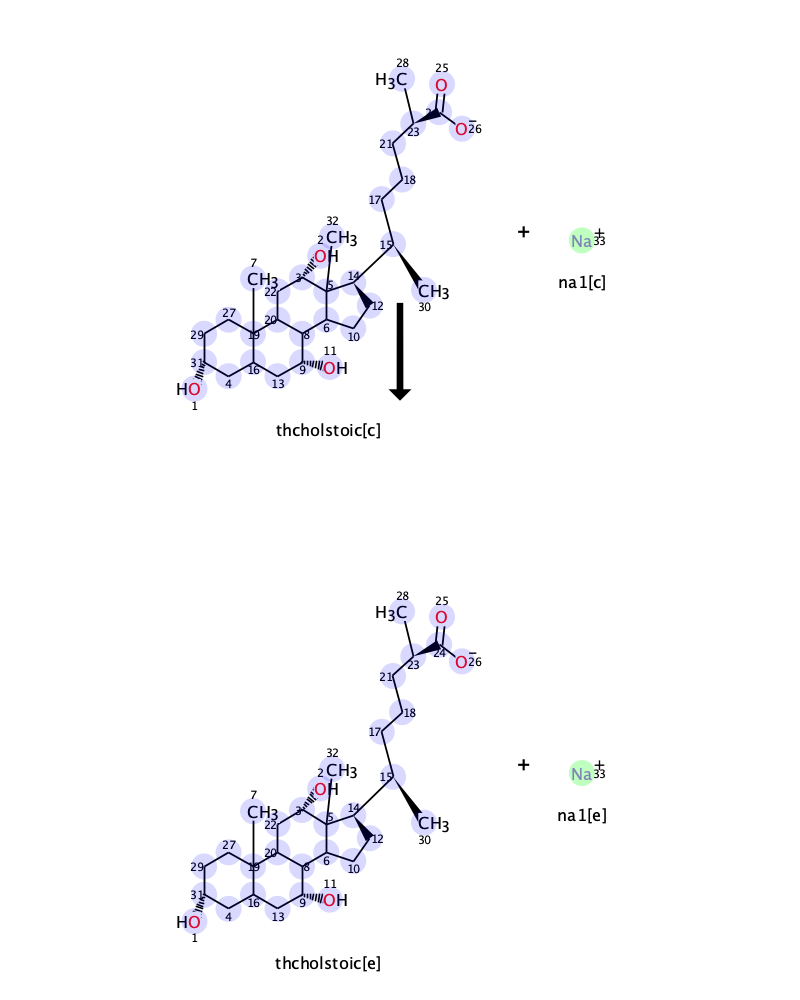 28
25
H₃C
O
O⁻
26
23
21
18
17
32
CH₃
2
OH
15
+
Na⁺
33
na1[c]
7
CH₃
3
14
CH₃
30
22
5
12
27
20
6
10
29
19
8
11
31
16
9
OH
4
13
HO
1
thcholstoic[c]
28
25
H₃C
O
24
O⁻
26
23
21
18
17
32
CH₃
2
OH
15
+
Na⁺
33
na1[e]
7
CH₃
3
14
CH₃
30
22
5
12
27
20
6
10
29
19
8
11
31
16
9
OH
4
13
HO
1
thcholstoic[e]